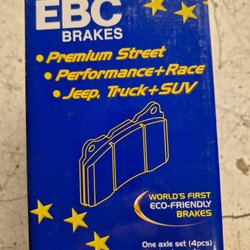 EBC
BRAKES
• Premium Street
• Performance+Race
• Jeep, Truck+SUV
WORLD'S FIRST
ECO-FRIENDLY
BRAKES
One axle set (4pcs)